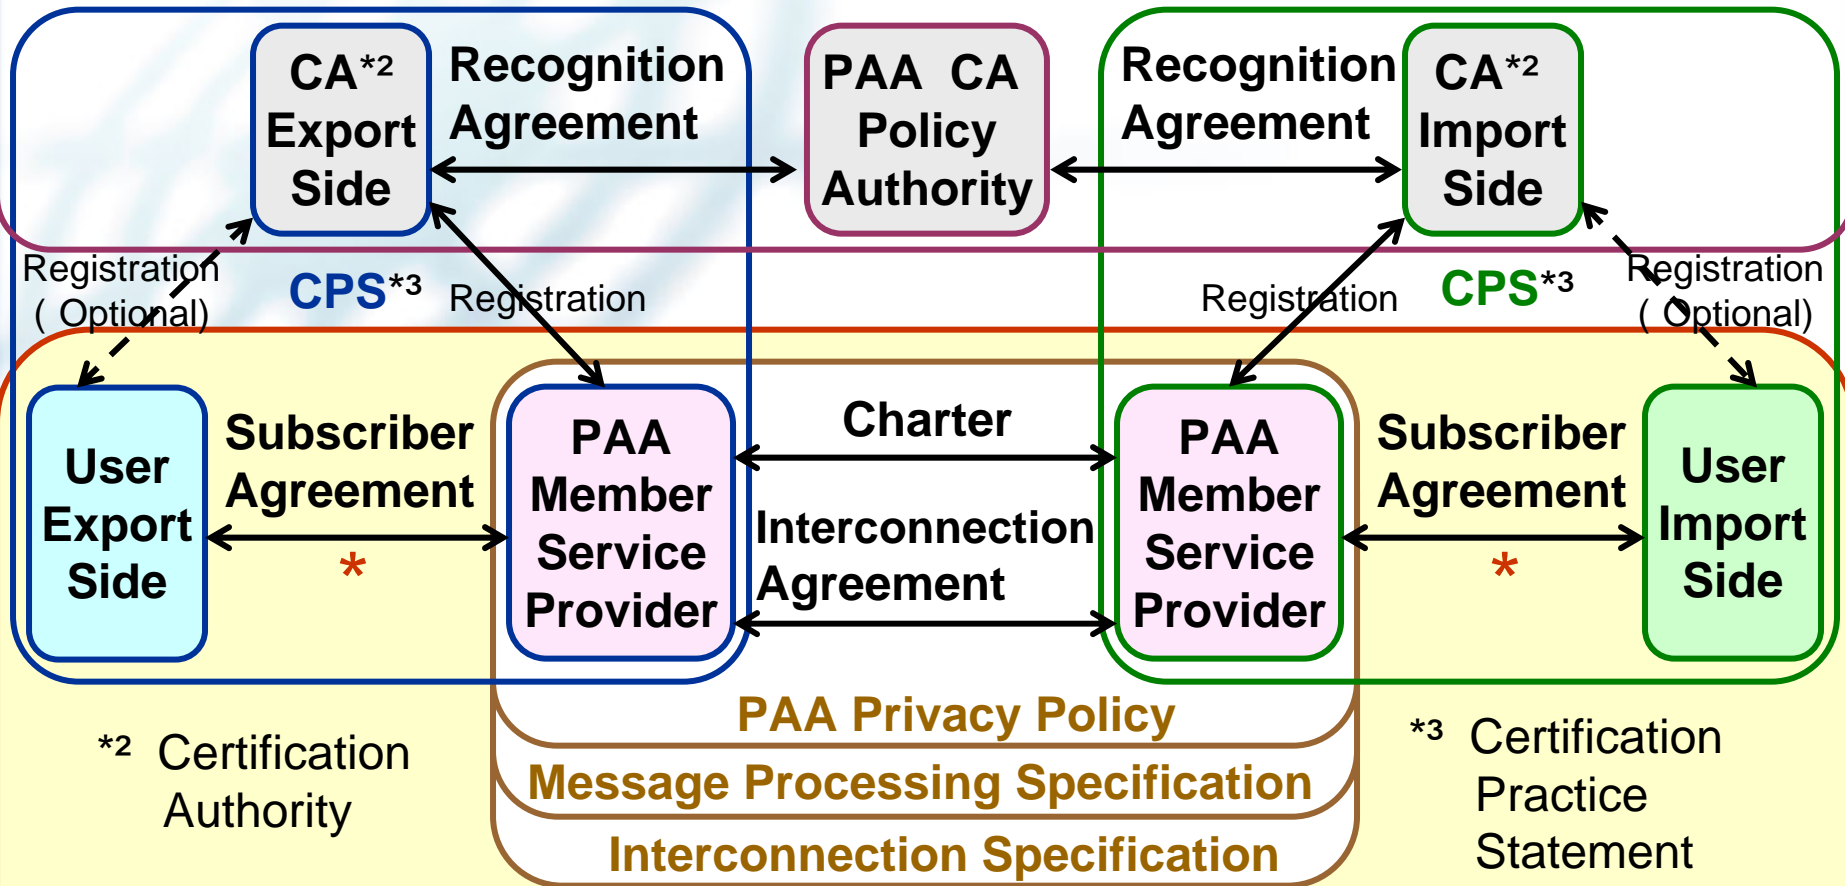 CA*2
Export
Side
Recognition
Agreement
PAA CA
Policy
Authority
Recognition
Agreement
CA*2
Import
Side
Registration
( Optional)
CPS*3
Registration
Registration
CPS*3
Registration
( Optional)
User
Export
Side
Subscriber
Agreement
*
PAA
Member
Service
Provider
Charter
Interconnection
Agreement
PAA
Member
Service
Provider
Subscriber
Agreement
*
User
Import
Side
PAA Privacy Policy
Message Processing Specification
Interconnection Specification
*2 Certification
Authority
*3 Certification
Practice
Statement